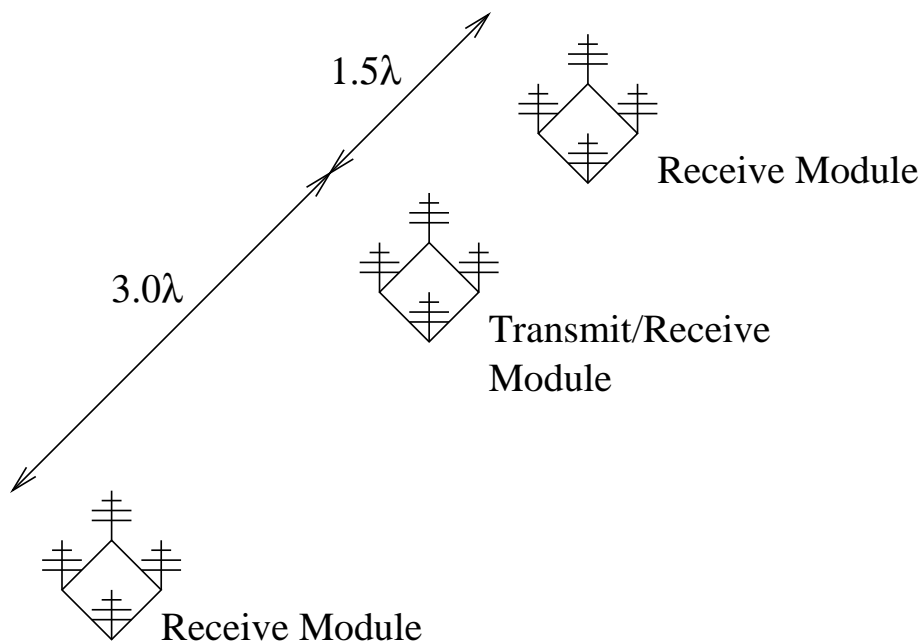 1.5λ
Receive Module
3.0λ
Transmit/Receive
Module
Receive Module